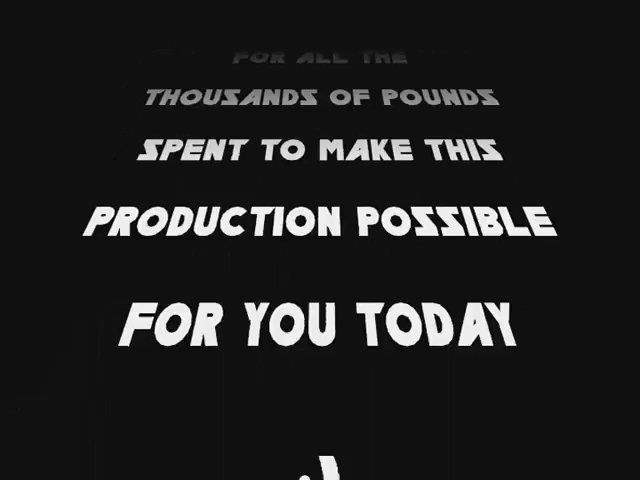 FOR ALL THE
THOUSANDS OF POUNDS
SPENT TO MAKE THIS
PRODUCTION POSSIBLE
FOR YOU TODAY